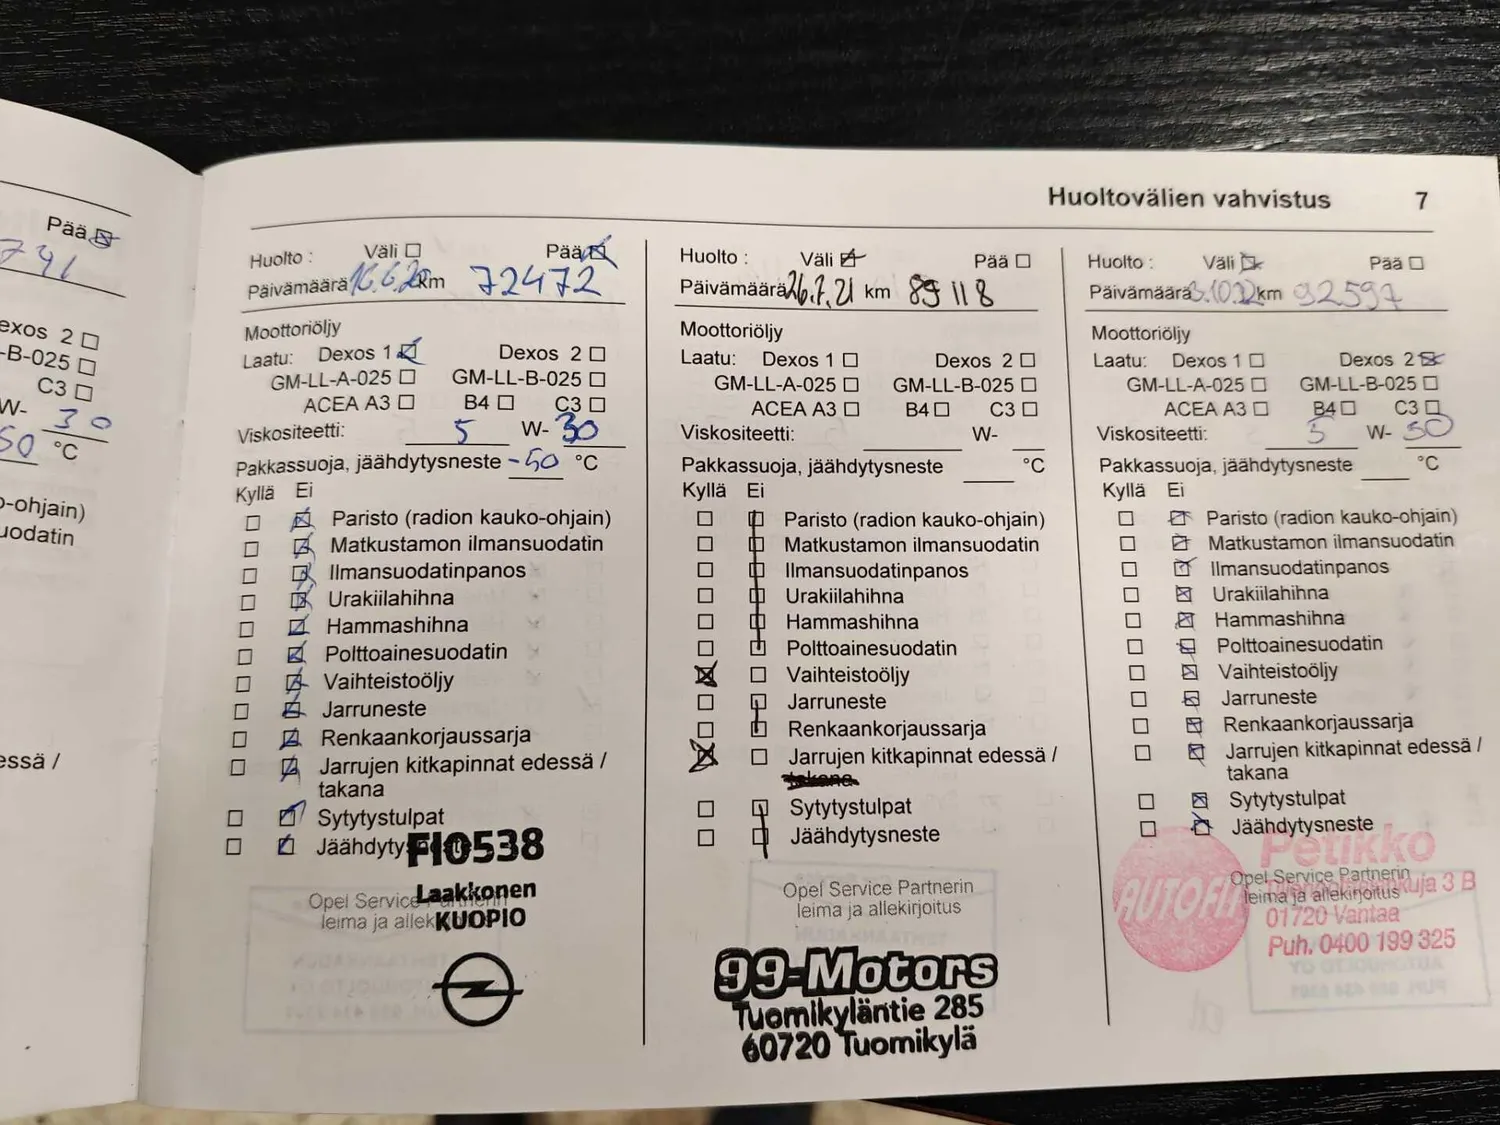 Pää
741
exos 2
-B-025
C3
W- 30
50 °C
o-ohjain)
uodatin
essä /
Huoltovälien vahvistus 7
Huolto : Väli Pää
Päivämäärä 16.6.20 km 72472
Moottoriöljy
Laatu: Dexos 1 Dexos 2
GM-LL-A-025 GM-LL-B-025
ACEA A3 B4 C3
Viskositeetti: 5 W- 30
Pakkassuoja, jäähdytysneste -50 °C
Kyllä Ei
Paristo (radion kauko-ohjain)
Matkustamon ilmansuodatin
Ilmansuodatinpanos
Urakiilahihna
Hammashihna
Polttoainesuodatin
Vaihteistoöljy
Jarruneste
Renkaankorjaussarja
Jarrujen kitkapinnat edessä /
takana
Sytytystulpat
Jäähdytysneste
FI0538
Opel Service Partnerin
leima ja allekirjoitus
Laakkonen
KUOPIO
Huolto : Väli Pää
Päivämäärä 26.7.21 km 89118
Moottoriöljy
Laatu: Dexos 1 Dexos 2
GM-LL-A-025 GM-LL-B-025
ACEA A3 B4 C3
Viskositeetti: W-
Pakkassuoja, jäähdytysneste °C
Kyllä Ei
Paristo (radion kauko-ohjain)
Matkustamon ilmansuodatin
Ilmansuodatinpanos
Urakiilahihna
Hammashihna
Polttoainesuodatin
Vaihteistoöljy
Jarruneste
Renkaankorjaussarja
Jarrujen kitkapinnat edessä /
takana
Sytytystulpat
Jäähdytysneste
Opel Service Partnerin
leima ja allekirjoitus
99-Motors
Tuomikyläntie 285
60720 Tuomikylä
Huolto : Väli Pää
Päivämäärä 3.10.22 km 92597
Moottoriöljy
Laatu: Dexos 1 Dexos 2
GM-LL-A-025 GM-LL-B-025
ACEA A3 B4 C3
Viskositeetti: 5 W- 30
Pakkassuoja, jäähdytysneste °C
Kyllä Ei
Paristo (radion kauko-ohjain)
Matkustamon ilmansuodatin
Ilmansuodatinpanos
Urakiilahihna
Hammashihna
Polttoainesuodatin
Vaihteistoöljy
Jarruneste
Renkaankorjaussarja
Jarrujen kitkapinnat edessä /
takana
Sytytystulpat
Jäähdytysneste
Opel Service Partnerin
leima ja allekirjoitus
AUTOFIT
Petikko
3 B
01720 Vantaa
Puh. 0400 199 325